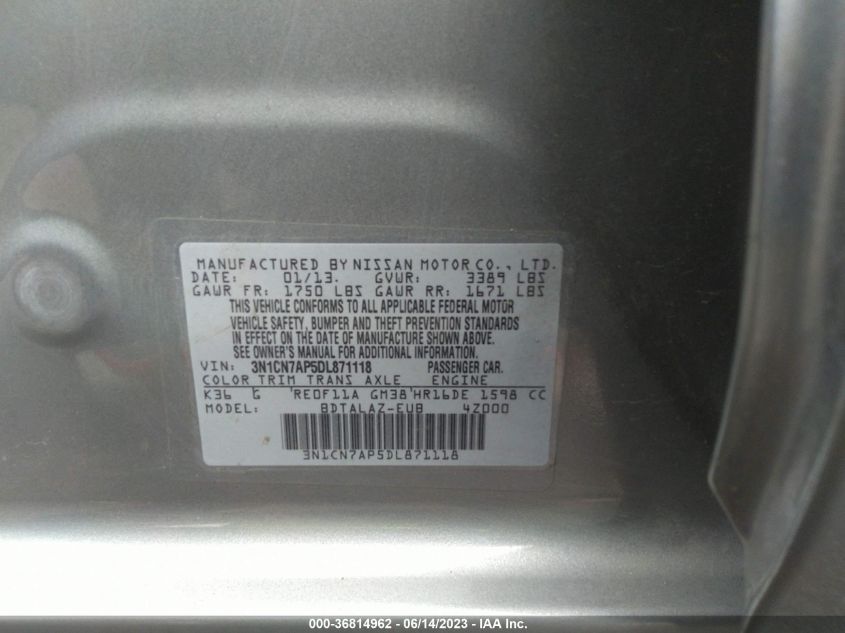 MANUFACTURED BY NISSAN MOTOR CO., LTD.
DATE: 01/13. GVWR: 3389 LBS
GAWR FR: 1750 LBS GAWR RR: 1671 LBS
THIS VEHICLE CONFORMS TO ALL APPLICABLE FEDERAL MOTOR
VEHICLE SAFETY, BUMPER AND THEFT PREVENTION STANDARDS
IN EFFECT ON THE DATE OF MANUFACTURE SHOWN ABOVE.
SEE OWNER'S MANUAL FOR ADDITIONAL INFORMATION.
VIN: 3N1CN7AP5DL871118 PASSENGER CAR.
COLOR TRIM TRANS AXLE ENGINE
K36 G RE0F11A GM38 HR16DE 1598 CC
MODEL: BDTALAZ-EUB 4Z000
3N1CN7AP5DL871118
000-36814962 - 06/14/2023 - IAA Inc.